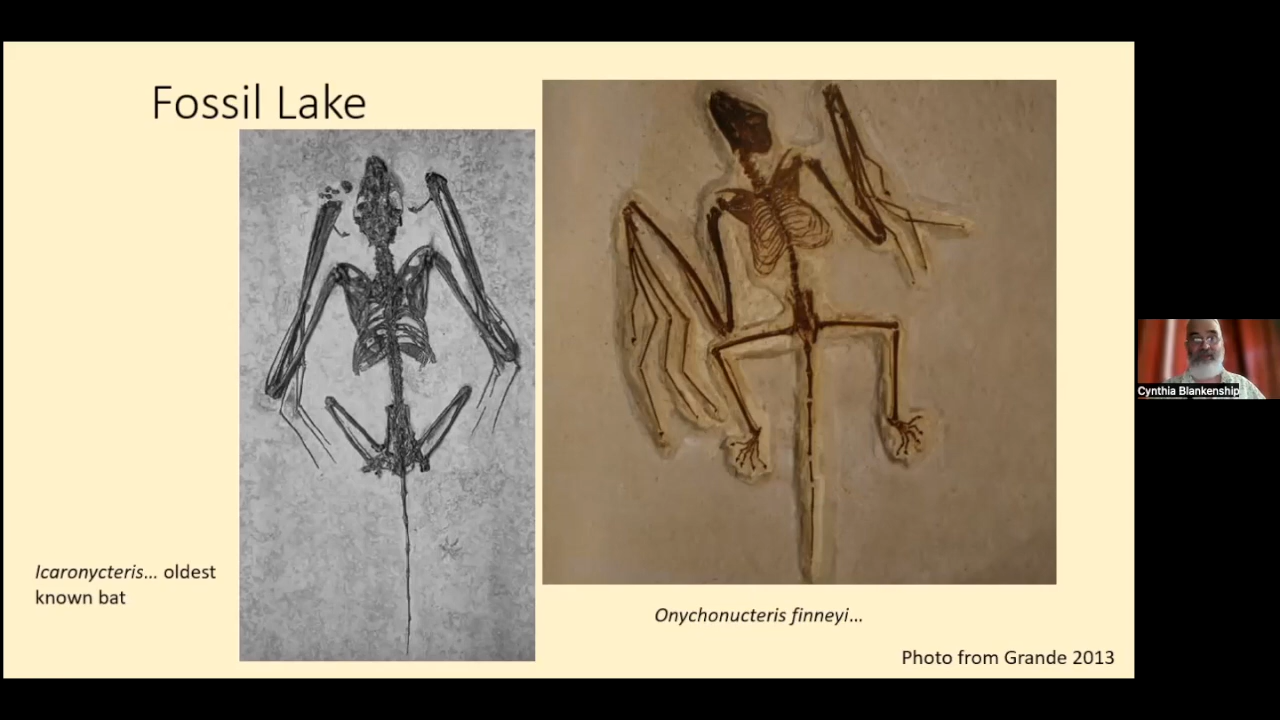 Fossil Lake
Icaronycteris... oldest
known bat
Onychonucteris finneyi...
Photo from Grande 2013
Cynthia Blankenship